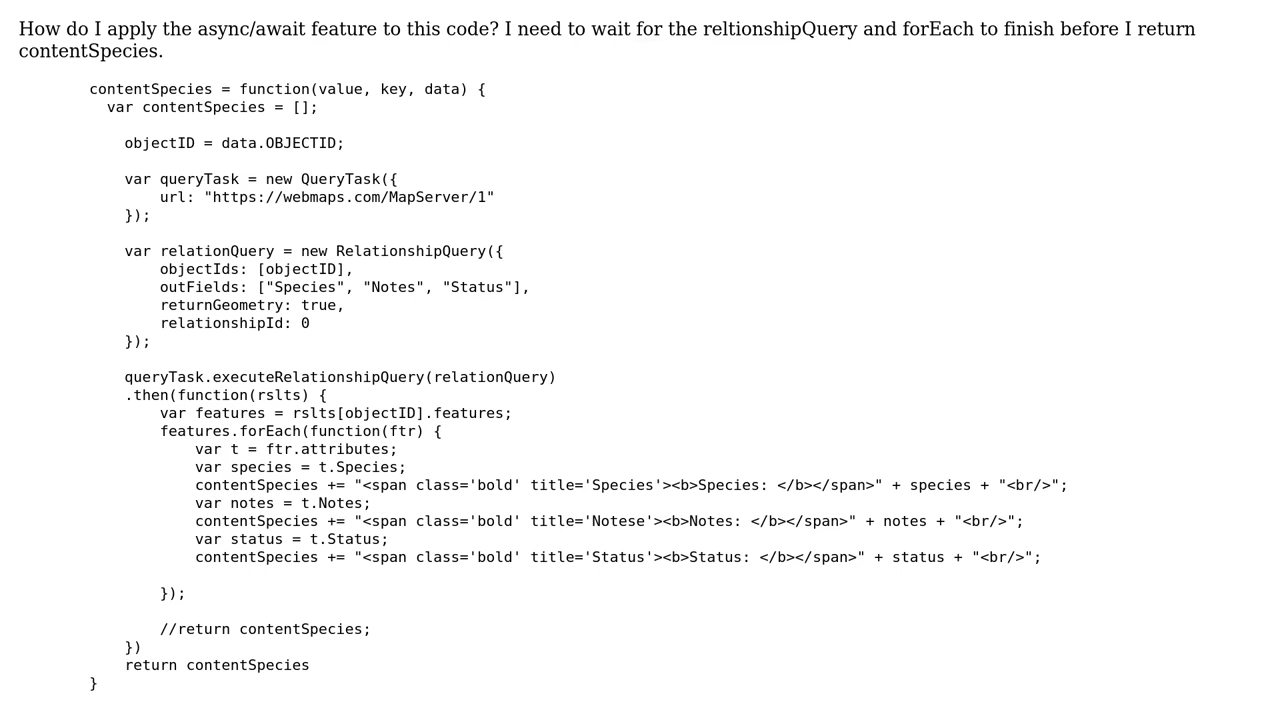 How do I apply the async/await feature to this code? I need to wait for the reltionshipQuery and forEach to finish before I return
contentSpecies.
contentSpecies = function(value, key, data) {
var contentSpecies = [];
objectID = data.OBJECTID;
var queryTask = new QueryTask({
url: "https://webmaps.com/MapServer/1"
});
var relationQuery = new RelationshipQuery({
objectIds: [objectID],
outFields: ["Species", "Notes", "Status"],
returnGeometry: true,
relationshipId: 0
});
queryTask.executeRelationshipQuery(relationQuery)
.then(function(rslts) {
var features = rslts[objectID].features;
features.forEach(function(ftr) {
var t = ftr.attributes;
var species = t.Species;
contentSpecies += "<span class='bold' title='Species'><b>Species: </b></span>" + species + "<br/>";
var notes = t.Notes;
contentSpecies += "<span class='bold' title='Notese'><b>Notes: </b></span>" + notes + "<br/>";
var status = t.Status;
contentSpecies += "<span class='bold' title='Status'><b>Status: </b></span>" + status + "<br/>";
});
//return contentSpecies;
})
return contentSpecies
}